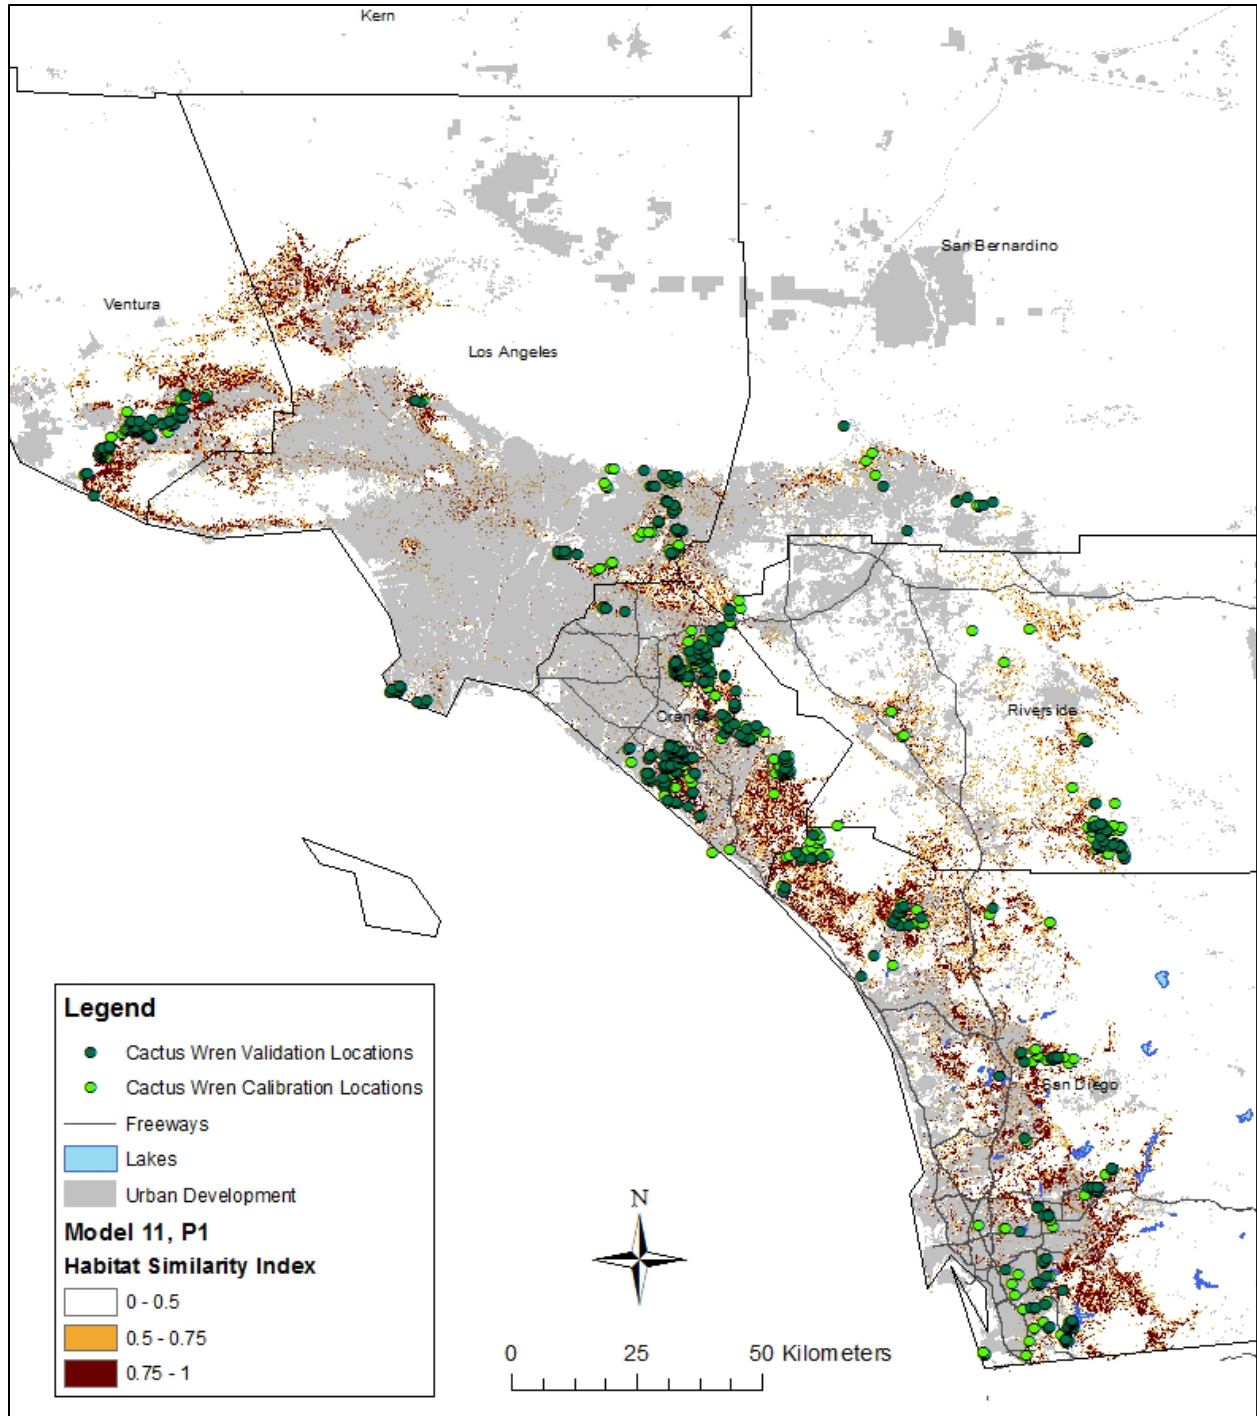 Kern
San Bernardino
Ventura
Los Angeles
Riverside
Orange
San Diego
Legend
Cactus Wren Validation Locations
Cactus Wren Calibration Locations
Freeways
Lakes
Urban Development
Model 11, P1
Habitat Similarity Index
0 - 0.5
0.5 - 0.75
0.75 - 1
N
0 25 50 Kilometers